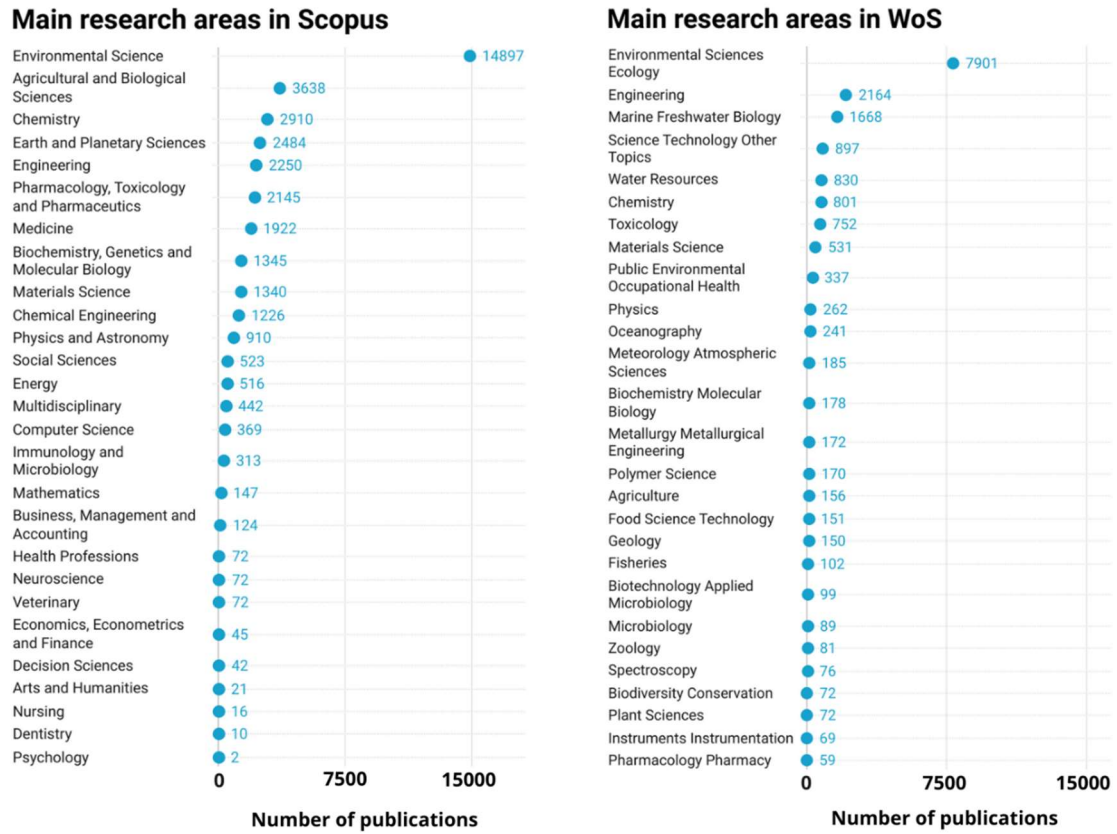 Main research areas in Scopus
Environmental Science 14897
Agricultural and Biological
Sciences 3638
Chemistry 2910
Earth and Planetary Sciences 2484
Engineering 2250
Pharmacology, Toxicology
and Pharmaceutics 2145
Medicine 1922
Biochemistry, Genetics and
Molecular Biology 1345
Materials Science 1340
Chemical Engineering 1226
Physics and Astronomy 910
Social Sciences 523
Energy 516
Multidisciplinary 442
Computer Science 369
Immunology and
Microbiology 313
Mathematics 147
Business, Management and
Accounting 124
Health Professions 72
Neuroscience 72
Veterinary 72
Economics, Econometrics
and Finance 45
Decision Sciences 42
Arts and Humanities 21
Nursing 16
Dentistry 10
Psychology 2
0 7500 15000
Number of publications
Main research areas in WoS
Environmental Sciences
Ecology 7901
Engineering 2164
Marine Freshwater Biology 1668
Science Technology Other
Topics 897
Water Resources 830
Chemistry 801
Toxicology 752
Materials Science 531
Public Environmental
Occupational Health 337
Physics 262
Oceanography 241
Meteorology Atmospheric
Sciences 185
Biochemistry Molecular
Biology 178
Metallurgy Metallurgical
Engineering 172
Polymer Science 170
Agriculture 156
Food Science Technology 151
Geology 150
Fisheries 102
Biotechnology Applied
Microbiology 99
Microbiology 89
Zoology 81
Spectroscopy 76
Biodiversity Conservation 72
Plant Sciences 72
Instruments Instrumentation 69
Pharmacology Pharmacy 59
0 7500 15000
Number of publications